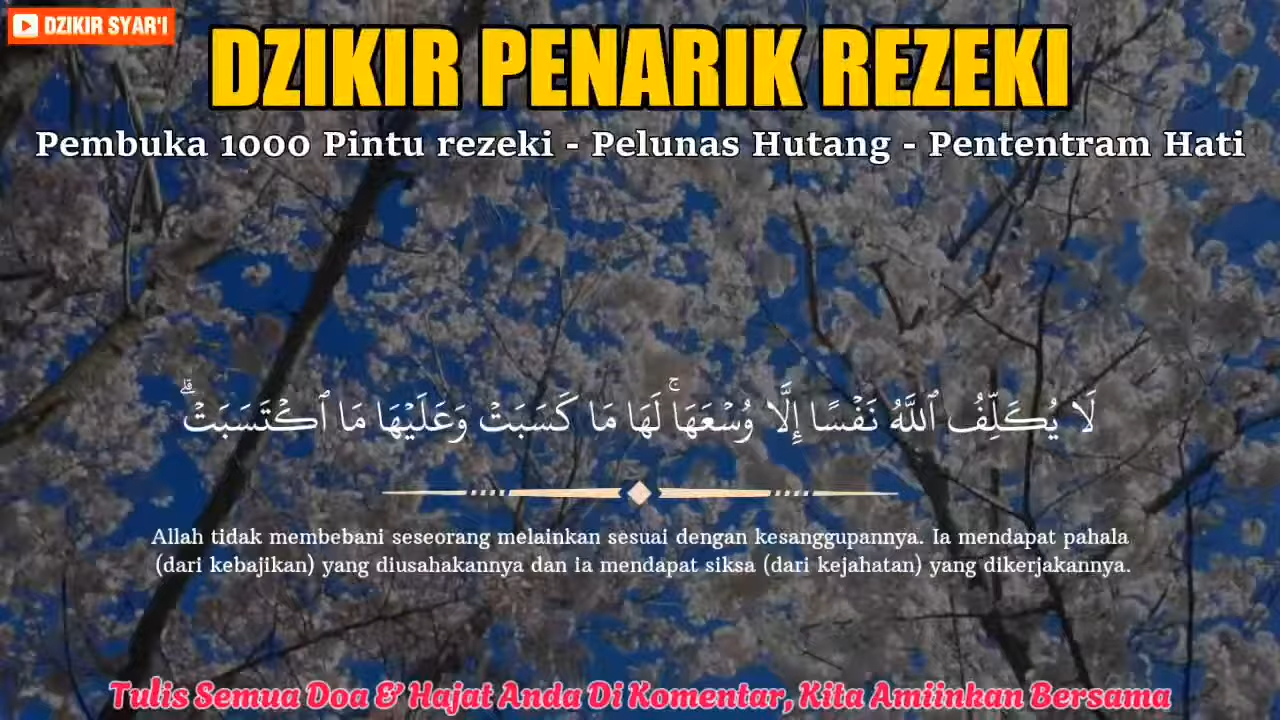 DZIKIR SYAR'I
DZIKIR PENARIK REZEKI
Pembuka 1000 Pintu rezeki - Pelunas Hutang - Pententram Hati
لَا يُكَلِّفُ ٱللَّهُ نَفْسًا إِلَّا وُسْعَهَا ۚ لَهَا مَا كَسَبَتْ وَعَلَيْهَا مَا ٱكْتَسَبَتْ ۗ
Allah tidak membebani seseorang melainkan sesuai dengan kesanggupannya. Ia mendapat pahala
(dari kebajikan) yang diusahakannya dan ia mendapat siksa (dari kejahatan) yang dikerjakannya.
Tulis Semua Doa & Hajat Anda Di Komentar, Kita Amiinkan Bersama